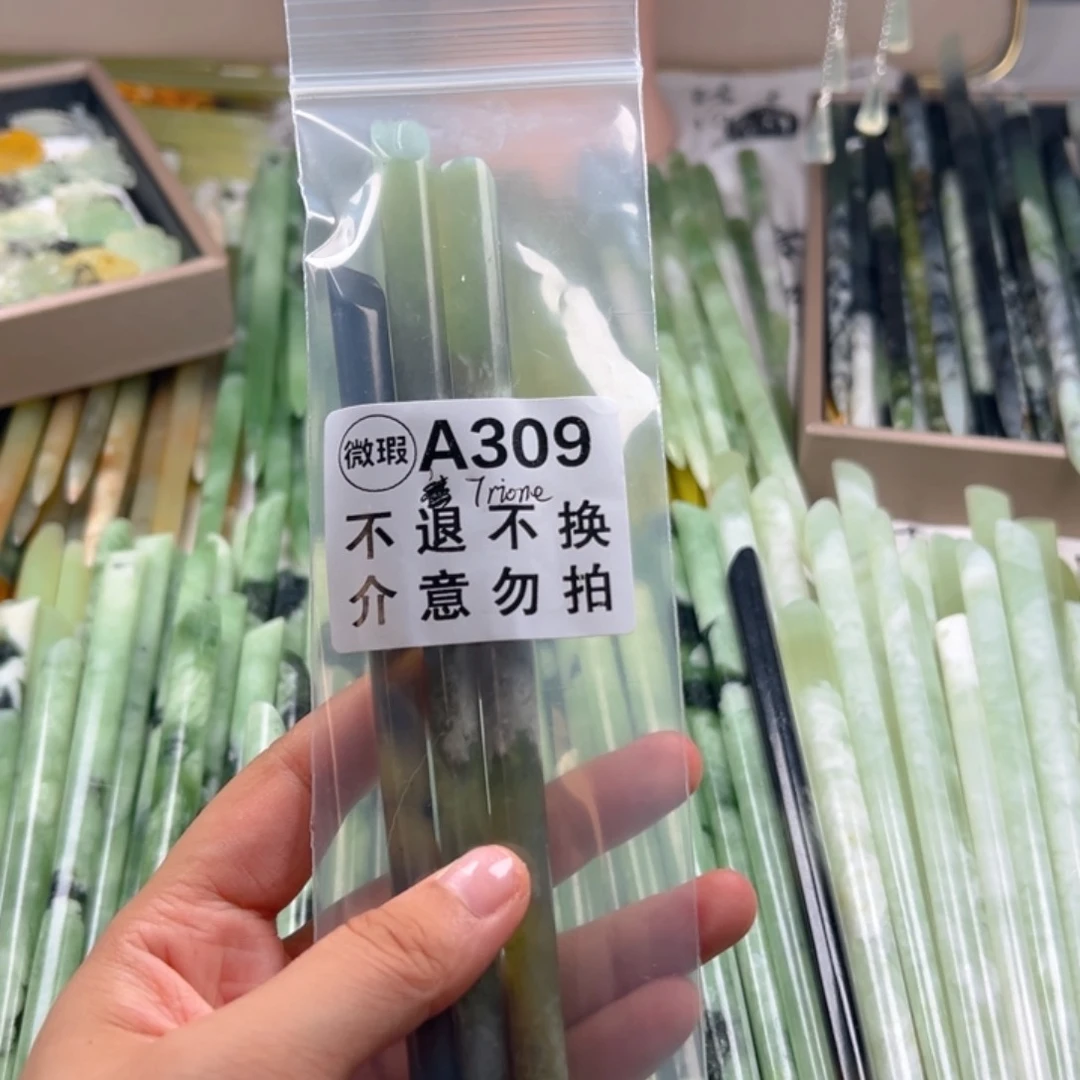 微瑕 A309
Trione
不退不换
介意勿拍